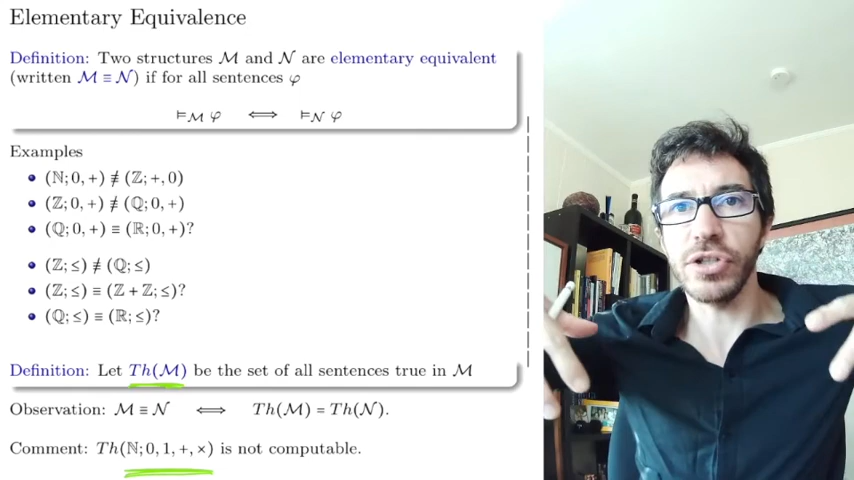 Elementary Equivalence
Definition: Two structures ℳ and 𝒩 are elementary equivalent
(written ℳ ≡ 𝒩) if for all sentences φ
⊨ℳ φ ⟺ ⊨𝒩 φ
Examples
(ℕ; 0, +) ≢ (ℤ; +, 0)
(ℤ; 0, +) ≢ (ℚ; 0, +)
(ℚ; 0, +) ≡ (ℝ; 0, +)?
(ℤ; ≤) ≢ (ℚ; ≤)
(ℤ; ≤) ≡ (ℤ + ℤ; ≤)?
(ℚ; ≤) ≡ (ℝ; ≤)?
Definition: Let Th(ℳ) be the set of all sentences true in ℳ
Observation: ℳ ≡ 𝒩 ⟺ Th(ℳ) = Th(𝒩).
Comment: Th(ℕ; 0, 1, +, ×) is not computable.